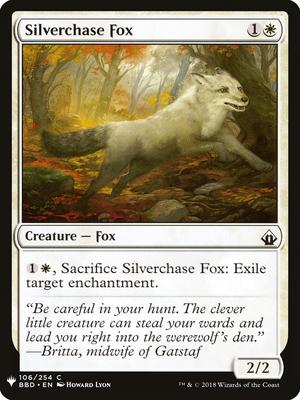 Silverchase Fox 1
Creature — Fox
1, Sacrifice Silverchase Fox: Exile
target enchantment.
“Be careful in your hunt. The clever
little creature can steal your wards and
lead you right into the werewolf’s den.”
—Britta, midwife of Gatstaf
2/2
106/254 C
BBD • EN Howard Lyon
™ & © 2018 Wizards of the Coast